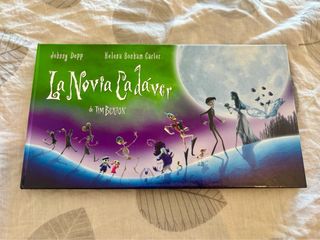 Johnny Depp Helena Bonham Carter
La Novia Cadáver
de TIM BURTON